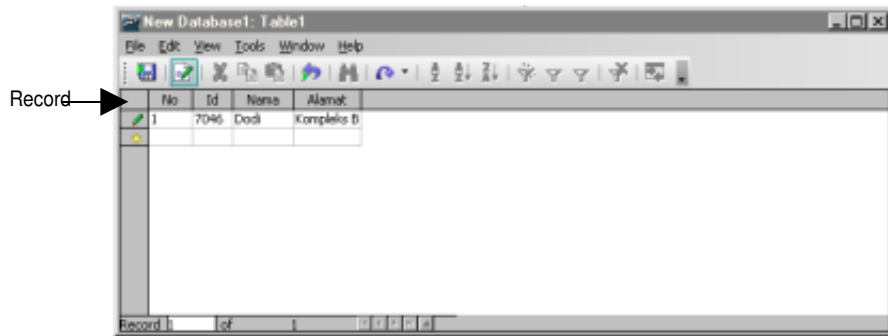 New Database1: Table1
File Edit View Tools Window Help
Record
No Id Nama Alamat
1 7046 Dodi Kompleks B
Record 1 of 1